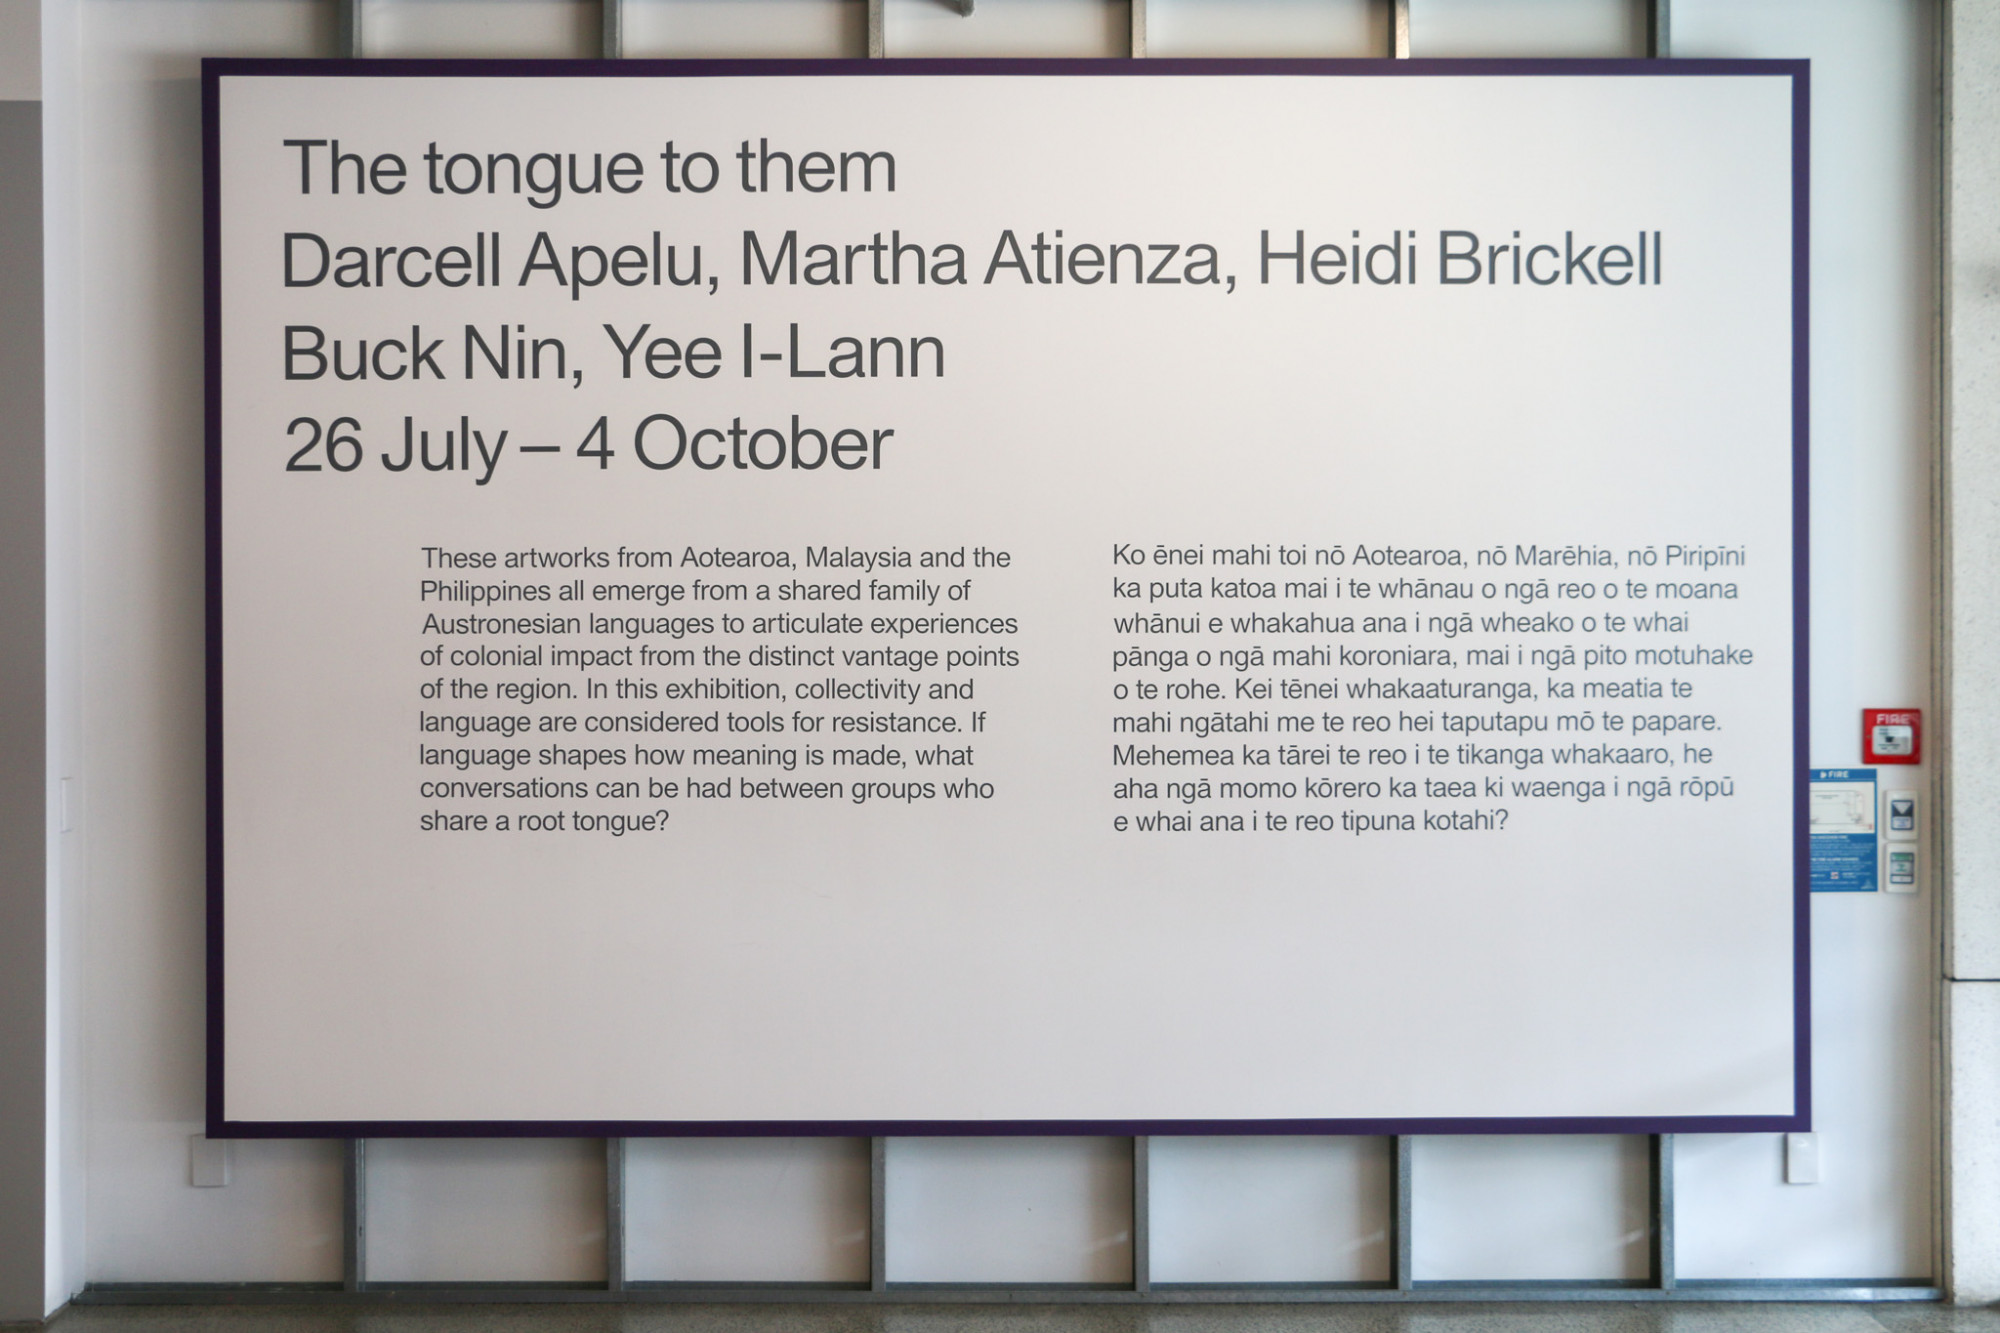 The tongue to them
Darcell Apelu, Martha Atienza, Heidi Brickell
Buck Nin, Yee I-Lann
26 July – 4 October
These artworks from Aotearoa, Malaysia and the
Philippines all emerge from a shared family of
Austronesian languages to articulate experiences
of colonial impact from the distinct vantage points
of the region. In this exhibition, collectivity and
language are considered tools for resistance. If
language shapes how meaning is made, what
conversations can be had between groups who
share a root tongue?
Ko ēnei mahi toi nō Aotearoa, nō Marēhia, nō Piripīni
ka puta katoa mai i te whānau o ngā reo o te moana
whānui e whakahua ana i ngā wheako o te whai
pānga o ngā mahi koroniara, mai i ngā pito motuhake
o te rohe. Kei tēnei whakaaturanga, ka meatia te
mahi ngātahi me te reo hei taputapu mō te papare.
Mehemea ka tārei te reo i te tikanga whakaaro, he
aha ngā momo kōrero ka taea ki waenga i ngā rōpū
e whai ana i te reo tipuna kotahi?
FIRE
FIRE